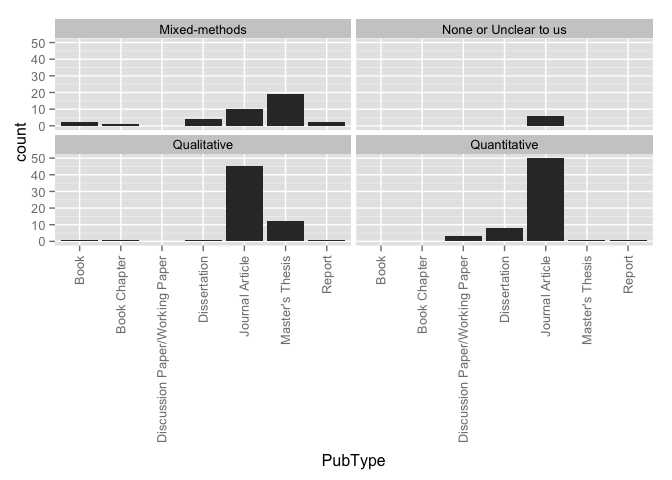 Mixed-methods
None or Unclear to us
50
40
30
20
10
0
count
Qualitative
Quantitative
50
40
30
20
10
0
Book
Book Chapter
Discussion Paper/Working Paper
Dissertation
Journal Article
Master's Thesis
Report
Book
Book Chapter
Discussion Paper/Working Paper
Dissertation
Journal Article
Master's Thesis
Report
PubType